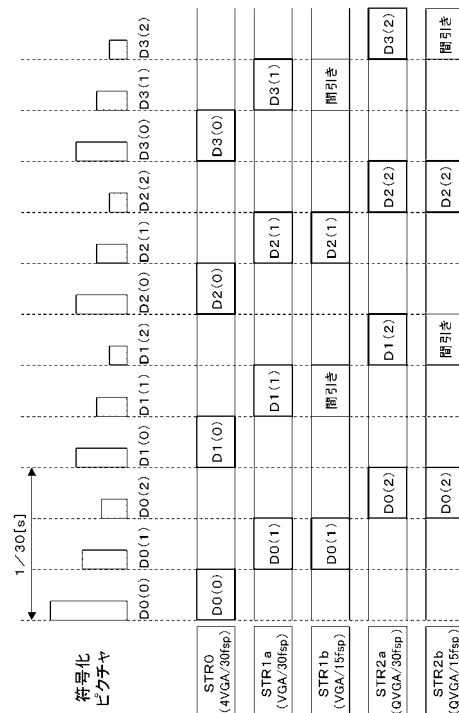 1/30[s]
符号化
ピクチャ
D0(0) D0(1) D0(2) D1(0) D1(1) D1(2) D2(0) D2(1) D2(2) D3(0) D3(1) D3(2)
STR0
(4VGA/30fsp)
D0(0) D1(0) D2(0) D3(0)
STR1a
(VGA/30fsp)
D0(1) D1(1) D2(1) D3(1)
STR1b
(VGA/15fsp)
D0(1) 間引き D2(1) 間引き
STR2a
(QVGA/30fsp)
D0(2) D1(2) D2(2) D3(2)
STR2b
(QVGA/15fsp)
D0(2) 間引き D2(2) 間引き